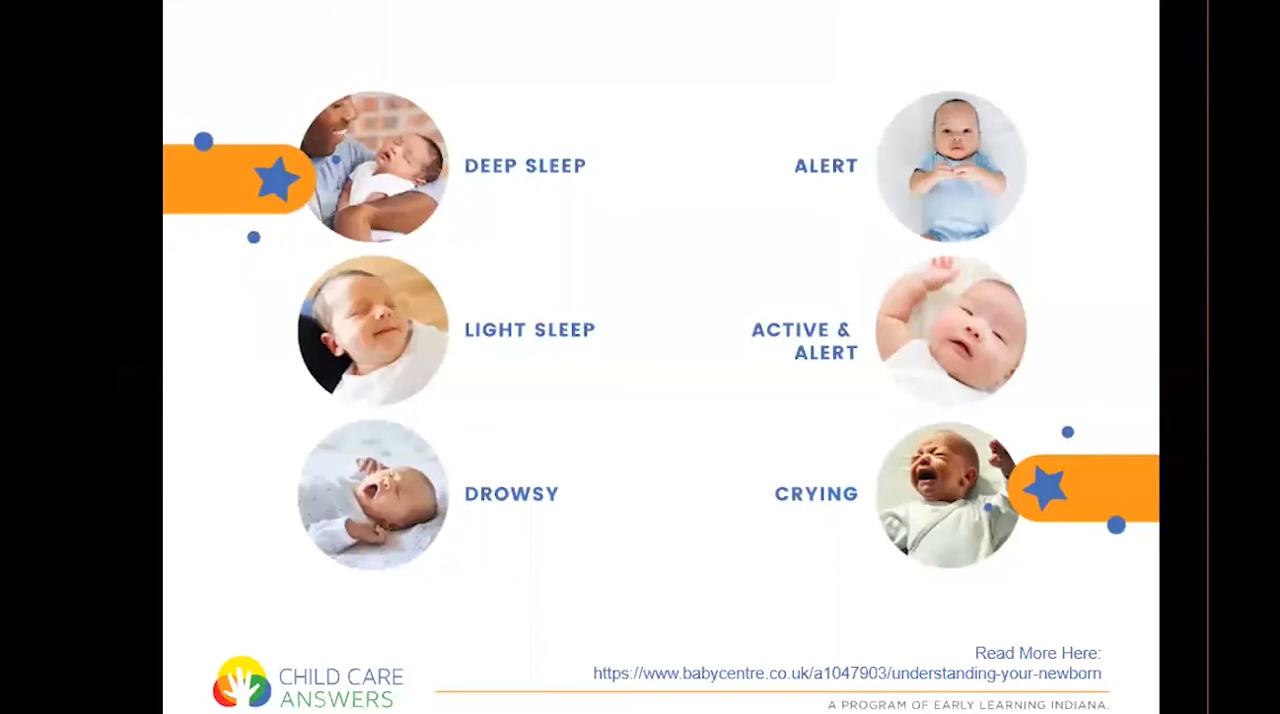 DEEP SLEEP
LIGHT SLEEP
DROWSY
ALERT
ACTIVE &
ALERT
CRYING
Read More Here:
https://www.babycentre.co.uk/a1047903/understanding-your-newborn
CHILD CARE
ANSWERS
A PROGRAM OF EARLY LEARNING INDIANA.